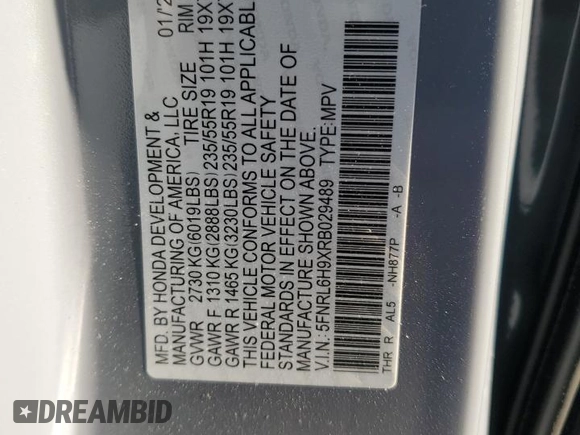 MFD. BY HONDA DEVELOPMENT &
MANUFACTURING OF AMERICA, LLC 01/2
GVWR 2730 KG (6019LBS) TIRE SIZE RIM
GAWR F 1310 KG (2888LBS) 235/55R19 101H 19X
GAWR R 1465 KG (3230LBS) 235/55R19 101H 19X
THIS VEHICLE CONFORMS TO ALL APPLICABL
FEDERAL MOTOR VEHICLE SAFETY
STANDARDS IN EFFECT ON THE DATE OF
MANUFACTURE SHOWN ABOVE.
V.I.N.: 5FNRL6H9XRB029489 TYPE: MPV
THR R AL5 -NH877P -A -B
DREAMBID